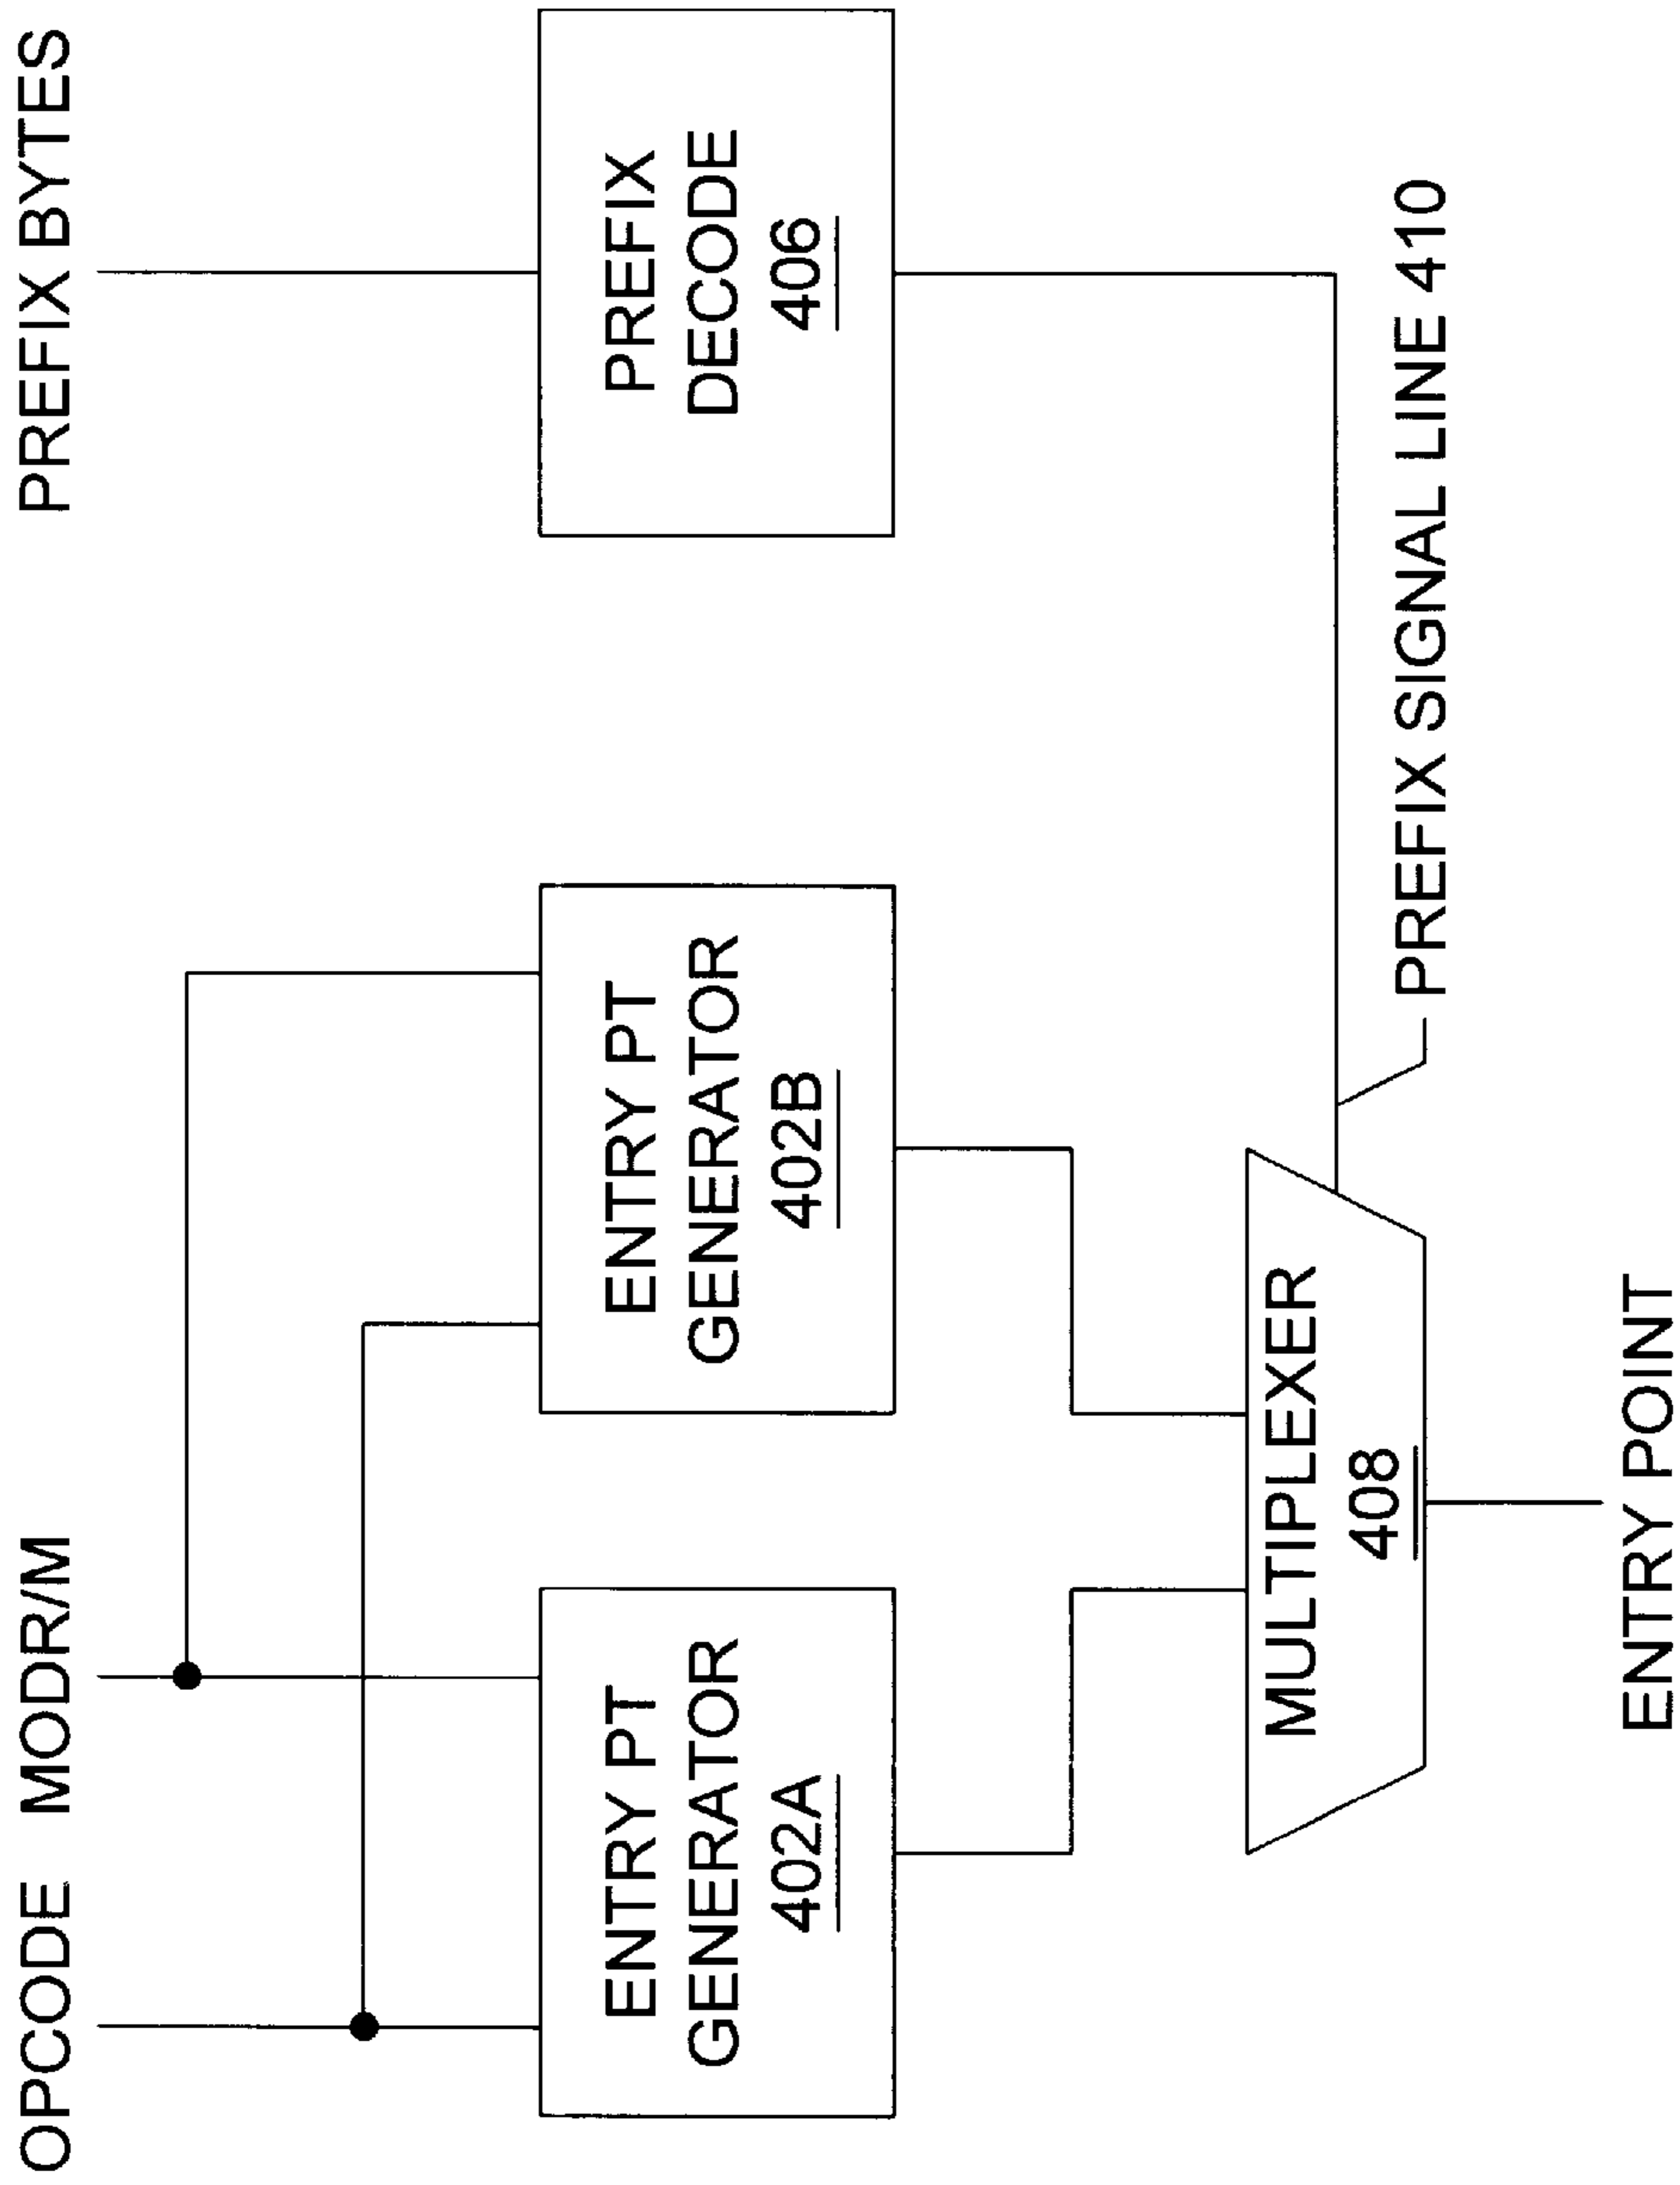 OPCODE
MODR/M
PREFIX BYTES
ENTRY PT
GENERATOR
402A
ENTRY PT
GENERATOR
402B
PREFIX
DECODE
406
MULTIPLEXER
408
PREFIX SIGNAL LINE 410
ENTRY POINT